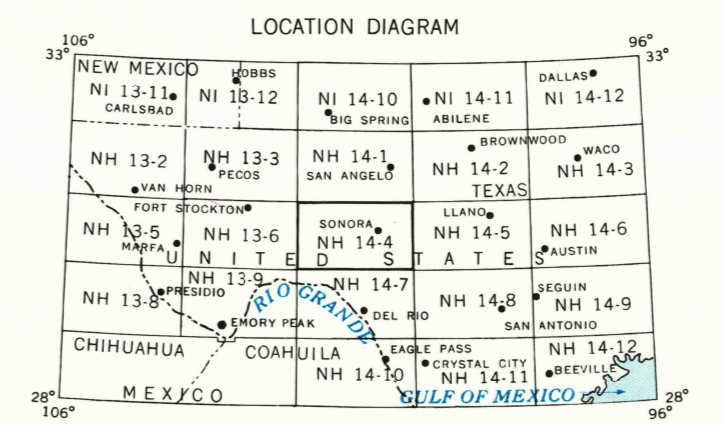 LOCATION DIAGRAM
106° 96°
33° 33°
NEW MEXICO HOBBS DALLAS
NI 13-11 NI 13-12 NI 14-10 NI 14-11 NI 14-12
CARLSBAD BIG SPRING ABILENE
BROWNWOOD WACO
NH 13-2 NH 13-3 NH 14-1 NH 14-2 NH 14-3
PECOS SAN ANGELO
VAN HORN TEXAS
FORT STOCKTON LLANO
SONORA
NH 13-5 NH 13-6 NH 14-4 NH 14-5 NH 14-6
MARFA AUSTIN
UNITED STATES
NH 13-9 NH 14-7
PRESIDIO SEGUIN
NH 13-8 RIO GRANDE NH 14-8 NH 14-9
DEL RIO SAN ANTONIO
EMORY PEAK
CHIHUAHUA COAHUILA EAGLE PASS NH 14-12
CRYSTAL CITY BEEVILLE
NH 14-10 NH 14-11
MEXICO GULF OF MEXICO
28° 28°
106° 96°